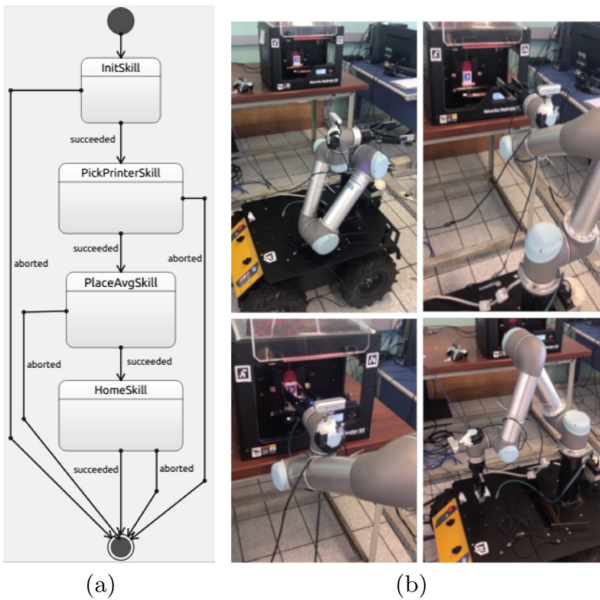 InitSkill
succeeded
PickPrinterSkill
succeeded
aborted
aborted
PlaceAvgSkill
aborted
succeeded
HomeSkill
succeeded
aborted
(a)
(b)